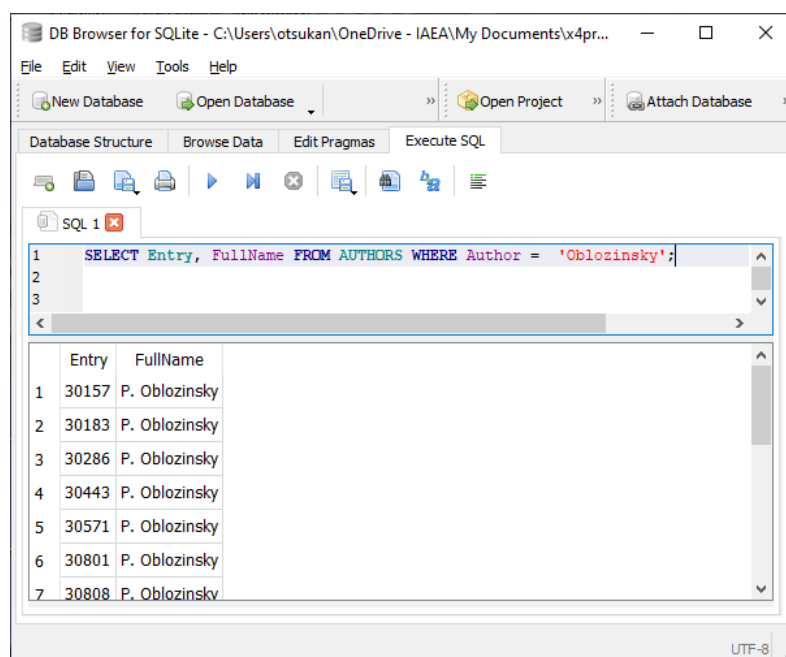 DB Browser for SQLite - C:\Users\otsukan\OneDrive - IAEA\My Documents\x4pr...
File Edit View Tools Help
New Database Open Database » Open Project » Attach Database
Database Structure Browse Data Edit Pragmas Execute SQL
SQL 1
1 SELECT Entry, FullName FROM AUTHORS WHERE Author = 'Oblozinsky';
2
3
Entry FullName
1 30157 P. Oblozinsky
2 30183 P. Oblozinsky
3 30286 P. Oblozinsky
4 30443 P. Oblozinsky
5 30571 P. Oblozinsky
6 30801 P. Oblozinsky
7 30808 P. Oblozinsky
UTF-8